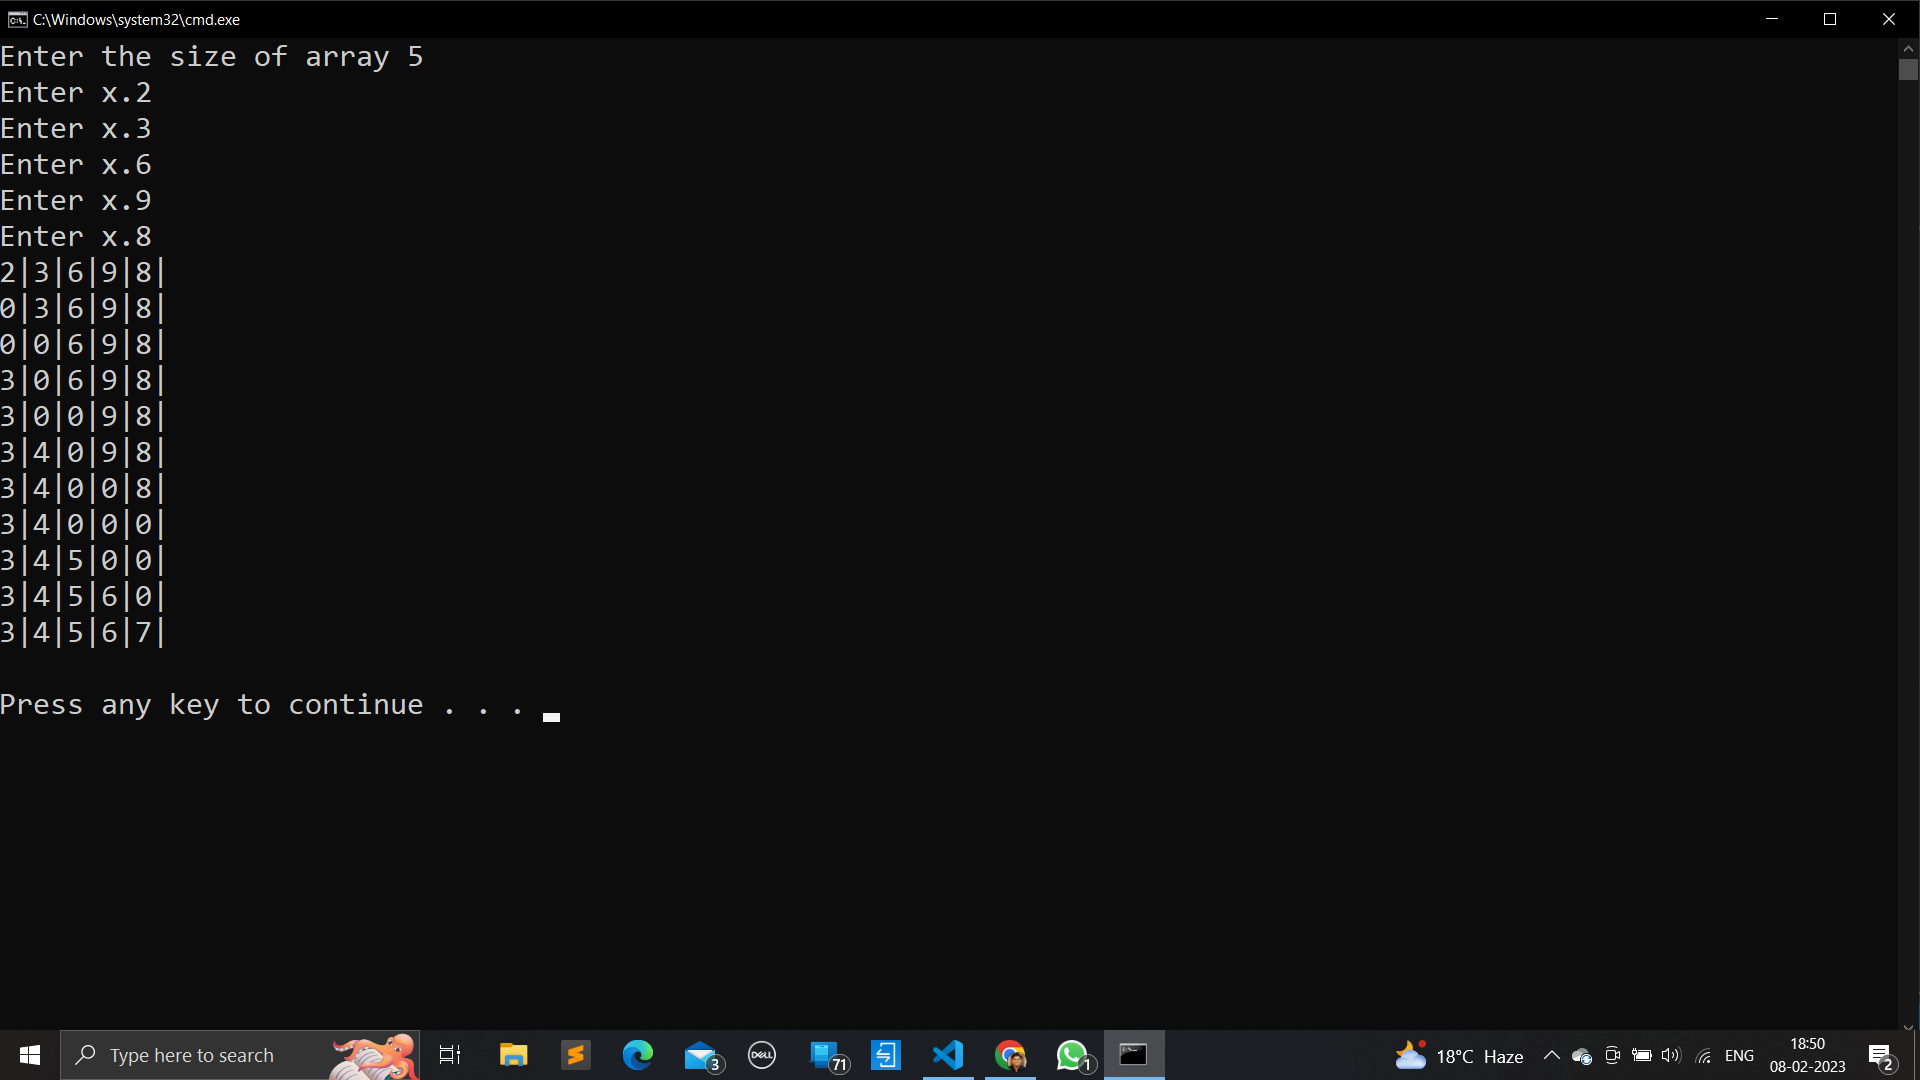 C:\Windows\system32\cmd.exe
Enter the size of array 5
Enter x.2
Enter x.3
Enter x.6
Enter x.9
Enter x.8
2|3|6|9|8|
0|3|6|9|8|
0|0|6|9|8|
3|0|6|9|8|
3|0|0|9|8|
3|4|0|9|8|
3|4|0|0|8|
3|4|0|0|0|
3|4|5|0|0|
3|4|5|6|0|
3|4|5|6|7|
Press any key to continue . . .
Type here to search
3
DELL
71
1
18°C Haze
ENG
18:50
08-02-2023
2